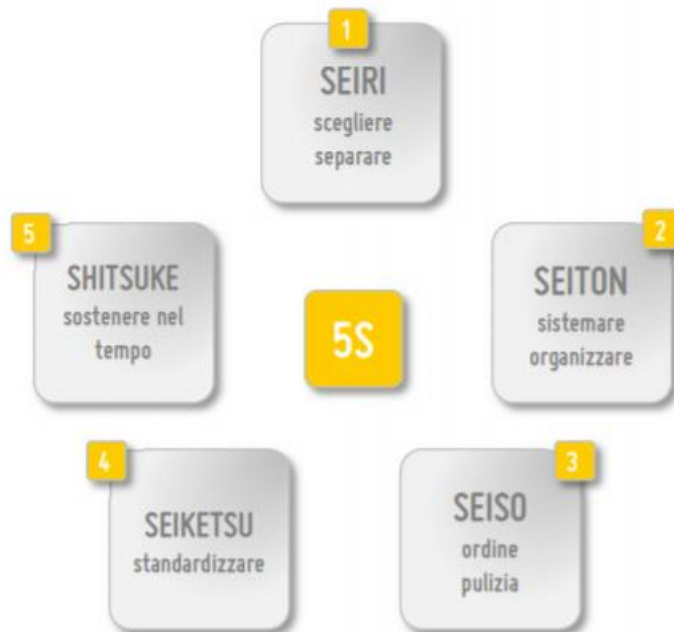 1
SEIRI
scegliere
separare
2
SEITON
sistemare
organizzare
3
SEISO
ordine
pulizia
4
SEIKETSU
standardizzare
5
SHITSUKE
sostenere nel
tempo
5S